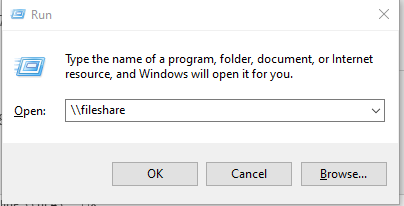 Run
Type the name of a program, folder, document, or Internet
resource, and Windows will open it for you.
Open:
\\fileshare
OK
Cancel
Browse...